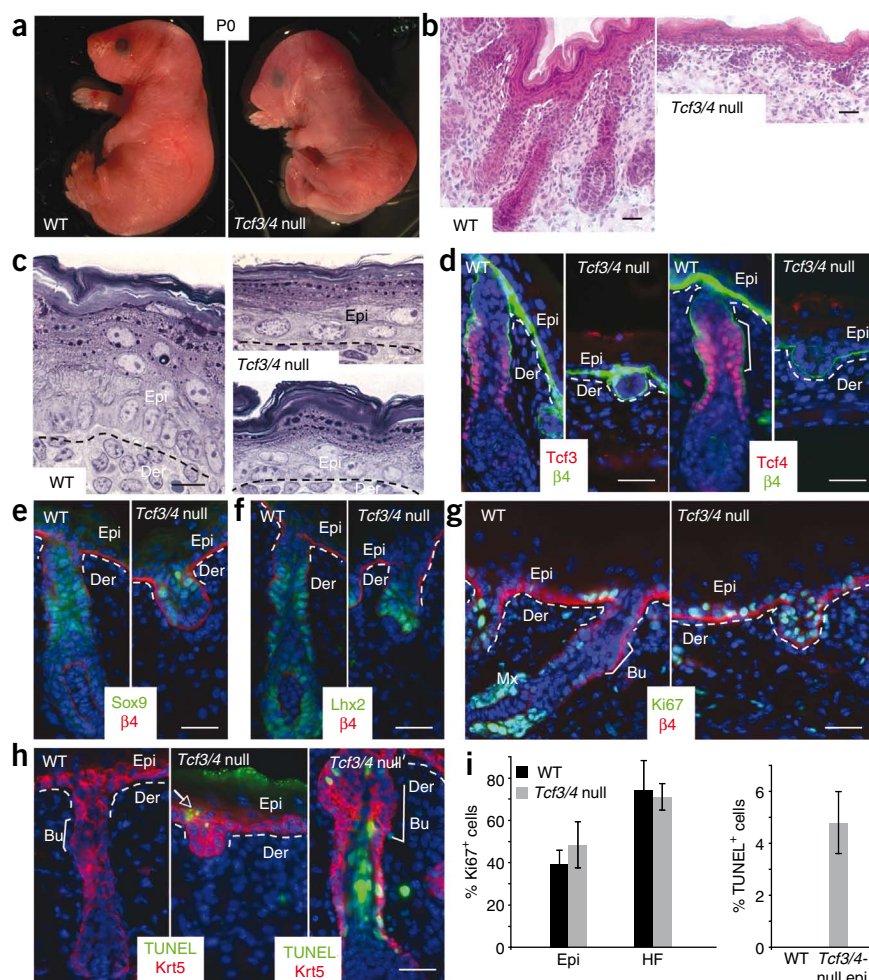 a
P0
WT
Tcf3/4 null
b
WT
Tcf3/4 null
c
Epi
Der
WT
Epi
Tcf3/4 null
Epi
Der
d
WT
Tcf3/4 null
WT
Tcf3/4 null
Epi
Epi
Epi
Epi
Der
Der
Der
Der
Tcf3
β4
Tcf4
β4
e
WT
Tcf3/4 null
Epi
Epi
Der
Der
Sox9
β4
f
WT
Tcf3/4 null
Epi
Epi
Der
Der
Lhx2
β4
g
WT
Tcf3/4 null
Epi
Epi
Der
Der
Mx
Bu
Ki67
β4
h
WT
Tcf3/4 null
Tcf3/4 null
Epi
Epi
Der
Der
Der
Bu
Bu
TUNEL
Krt5
TUNEL
Krt5
i
WT
Tcf3/4 null
% Ki67+ cells
80
60
40
20
0
Epi
HF
% TUNEL+ cells
6
4
2
0
WT
Tcf3/4-
null epi